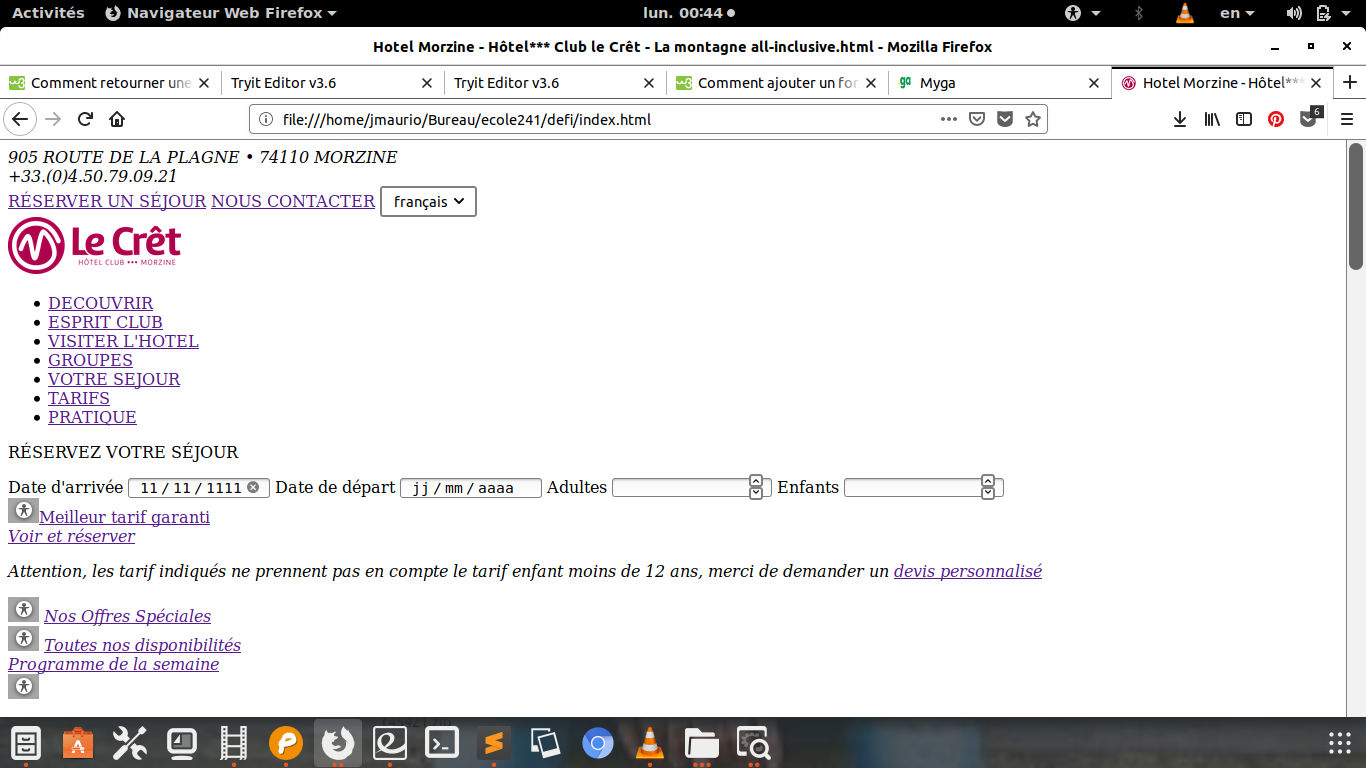 Activités Navigateur Web Firefox lun. 00:44 en
Hotel Morzine - Hôtel*** Club le Crêt - La montagne all-inclusive.html - Mozilla Firefox
Comment retourner une Tryit Editor v3.6 Tryit Editor v3.6 Comment ajouter un for ga Myga Hotel Morzine - Hôtel***
file:///home/jmaurio/Bureau/ecole241/defi/index.html 6
905 ROUTE DE LA PLAGNE • 74110 MORZINE
+33.(0)4.50.79.09.21
RÉSERVER UN SÉJOUR NOUS CONTACTER français
Le Crêt
HÔTEL CLUB ••• MORZINE
• DECOUVRIR
• ESPRIT CLUB
• VISITER L'HOTEL
• GROUPES
• VOTRE SEJOUR
• TARIFS
• PRATIQUE
RÉSERVEZ VOTRE SÉJOUR
Date d'arrivée 11 / 11 / 1111 Date de départ jj / mm / aaaa Adultes Enfants
Meilleur tarif garanti
Voir et réserver
Attention, les tarif indiqués ne prennent pas en compte le tarif enfant moins de 12 ans, merci de demander un devis personnalisé
Nos Offres Spéciales
Toutes nos disponibilités
Programme de la semaine